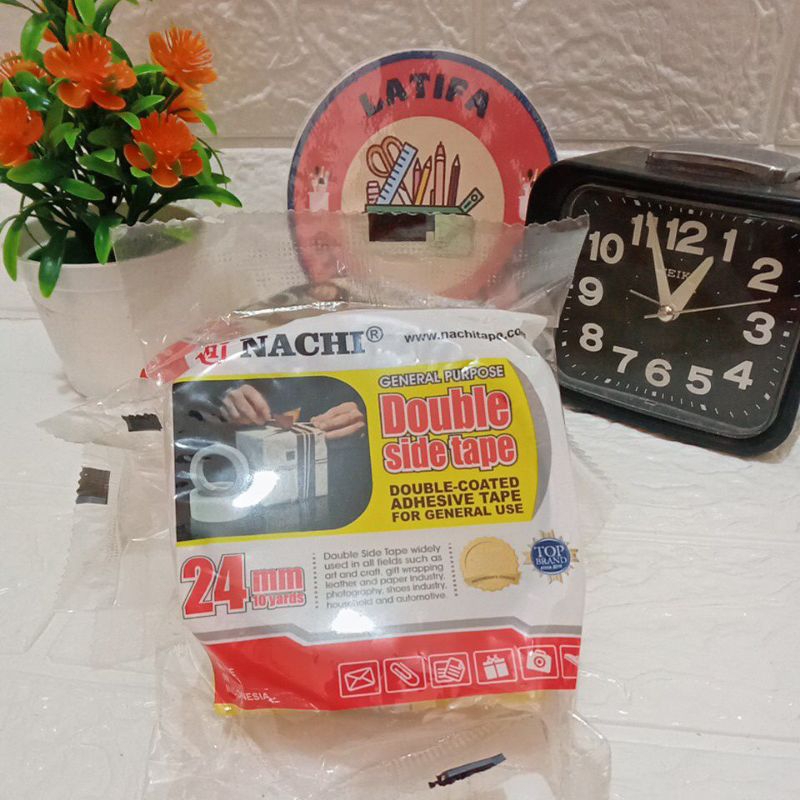 LATIFA
NACHI®
www.nachitape.co
GENERAL PURPOSE
Double
side tape
DOUBLE-COATED
ADHESIVE TAPE
FOR GENERAL USE
24 mm
10 yards
Double Side Tape widely
used in all fields such as
art and craft, gift wrapping
leather and paper industry,
photography, shoes industry,
household and automotive.
TOP
BRAND
11 12 1
10 2
SEIK
9 3
8 4
7 6 5